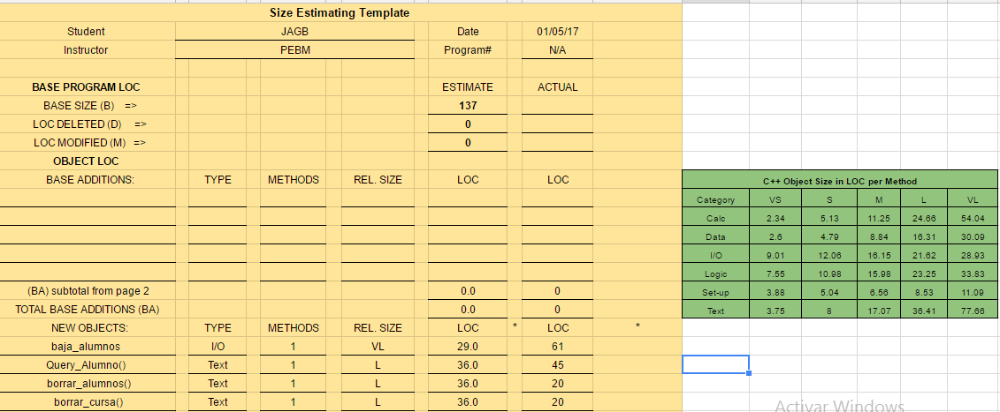 Size Estimating Template
Student JAGB Date 01/05/17
Instructor PEBM Program# N/A
BASE PROGRAM LOC ESTIMATE ACTUAL
BASE SIZE (B) => 137
LOC DELETED (D) => 0
LOC MODIFIED (M) => 0
OBJECT LOC
BASE ADDITIONS: TYPE METHODS REL. SIZE LOC LOC
(BA) subtotal from page 2 0.0 0
TOTAL BASE ADDITIONS (BA) 0.0 0
NEW OBJECTS: TYPE METHODS REL. SIZE LOC * LOC *
baja_alumnos I/O 1 VL 29.0 61
Query_Alumno() Text 1 L 36.0 45
borrar_alumnos() Text 1 L 36.0 20
borrar_cursa() Text 1 L 36.0 20
C++ Object Size in LOC per Method
Category VS S M L VL
Calc 2.34 5.13 11.25 24.66 54.04
Data 2.6 4.79 8.84 16.31 30.09
I/O 9.01 12.06 16.15 21.62 28.93
Logic 7.55 10.98 15.98 23.25 33.83
Set-up 3.88 5.04 6.56 8.53 11.09
Text 3.75 8 17.07 36.41 77.66
Activar Windows